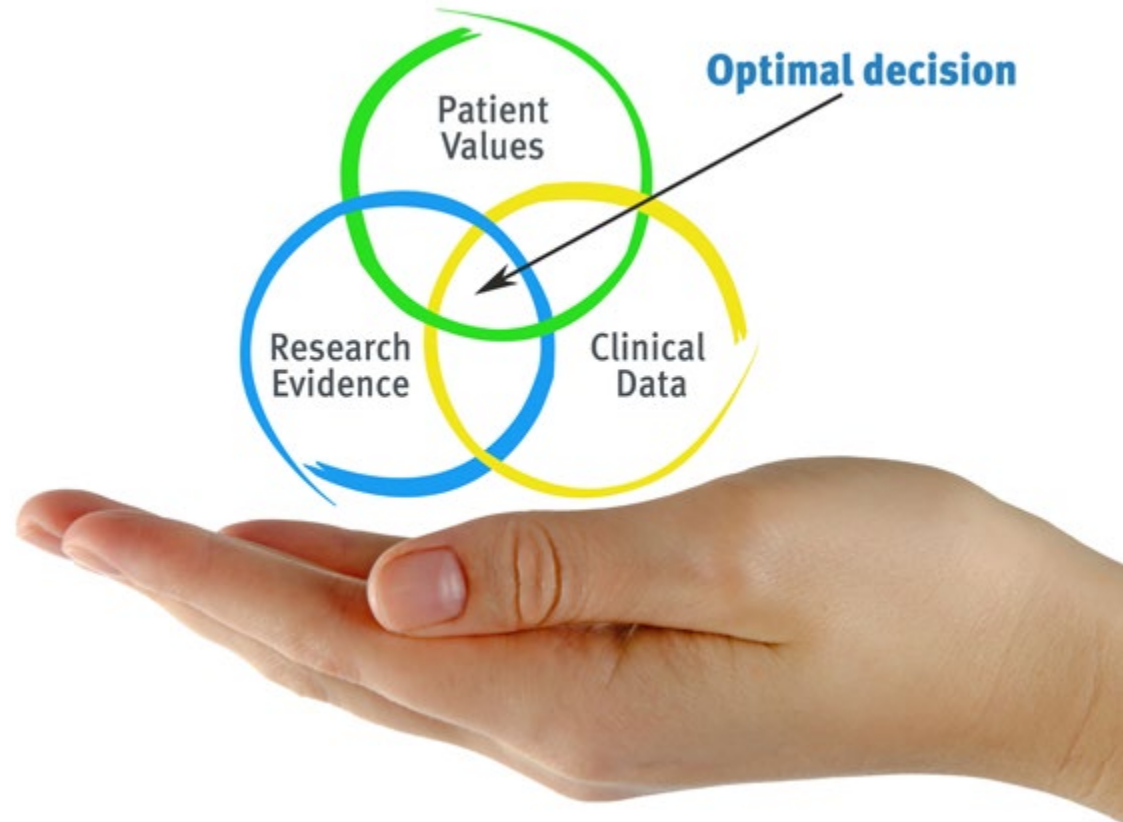 Optimal decision
Patient
Values
Research
Evidence
Clinical
Data